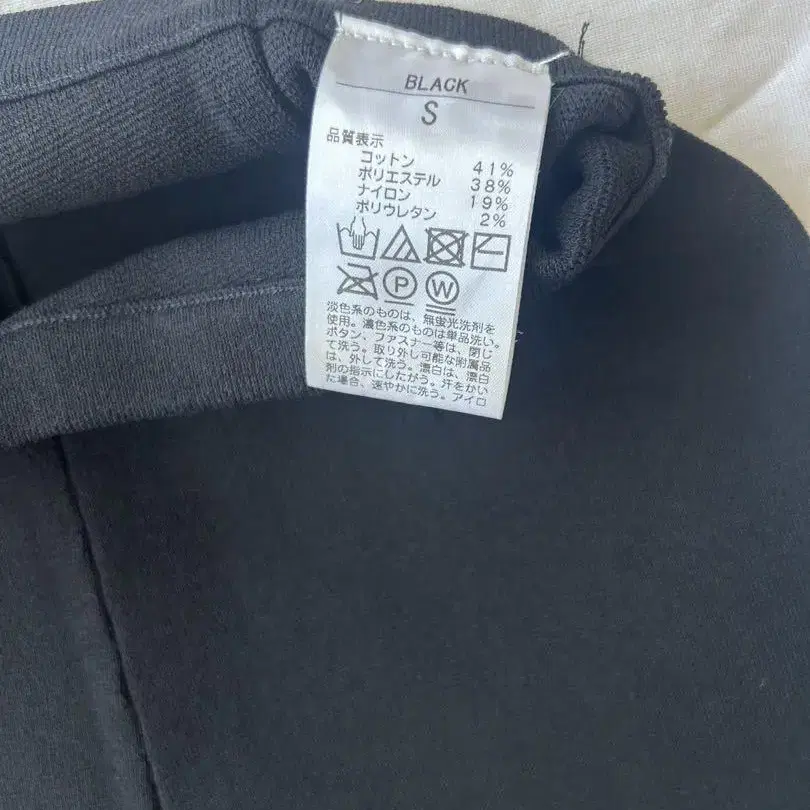 BLACK
S
品質表示
コットン 41%
ポリエステル 38%
ナイロン 19%
ポリウレタン 2%
P W
淡色系のものは、無蛍光洗剤を
使用。濃色系のものは単品洗い。
ボタン、ファスナー等は、閉じ
て洗う。取り外し可能な附属品
は、外して洗う。漂白は、漂白
剤の指示にしたがう。汗をかい
た場合、速やかに洗う。アイロ